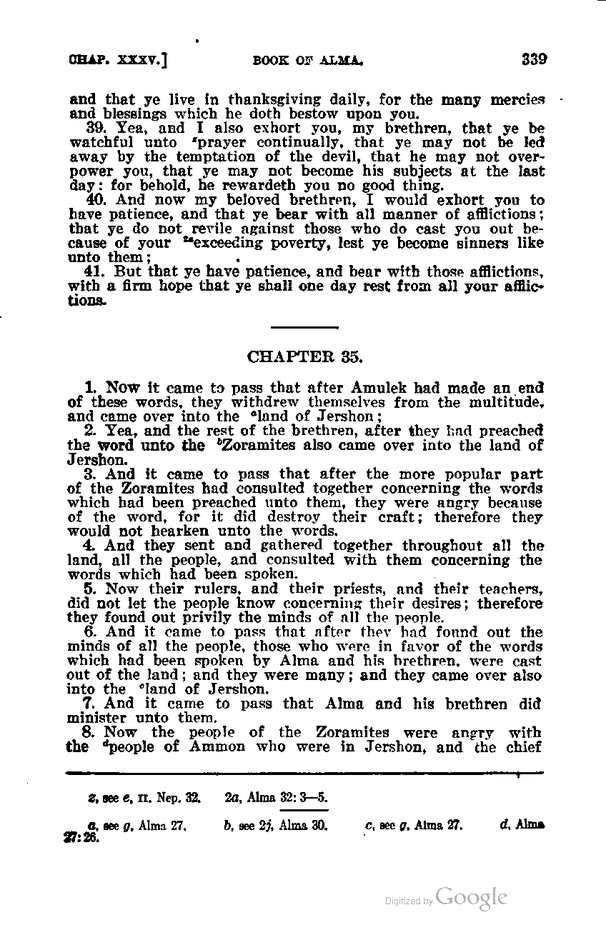 CHAP. XXXV.] BOOK OF ALMA. 339
and that ye live in thanksgiving daily, for the many mercies
and blessings which he doth bestow upon you.
39. Yea, and I also exhort you, my brethren, that ye be
watchful unto ᶻprayer continually, that ye may not be led
away by the temptation of the devil, that he may not over-
power you, that ye may not become his subjects at the last
day: for behold, he rewardeth you no good thing.
40. And now my beloved brethren, I would exhort you to
have patience, and that ye bear with all manner of afflictions;
that ye do not revile against those who do cast you out be-
cause of your ²ᵃexceeding poverty, lest ye become sinners like
unto them;
41. But that ye have patience, and bear with those afflictions,
with a firm hope that ye shall one day rest from all your afflic-
tions.
CHAPTER 35.
1. Now it came to pass that after Amulek had made an end
of these words, they withdrew themselves from the multitude,
and came over into the ᵃland of Jershon;
2. Yea, and the rest of the brethren, after they had preached
the word unto the ᵇZoramites also came over into the land of
Jershon.
3. And it came to pass that after the more popular part
of the Zoramites had consulted together concerning the words
which had been preached unto them, they were angry because
of the word, for it did destroy their craft; therefore they
would not hearken unto the words.
4. And they sent and gathered together throughout all the
land, all the people, and consulted with them concerning the
words which had been spoken.
5. Now their rulers, and their priests, and their teachers,
did not let the people know concerning their desires; therefore
they found out privily the minds of all the people.
6. And it came to pass that after they had found out the
minds of all the people, those who were in favor of the words
which had been spoken by Alma and his brethren, were cast
out of the land; and they were many; and they came over also
into the ᶜland of Jershon.
7. And it came to pass that Alma and his brethren did
minister unto them.
8. Now the people of the Zoramites were angry with
the ᵈpeople of Ammon who were in Jershon, and the chief
z, see e, II. Nep. 32. 2a, Alma 32: 3—5.
a, see g, Alma 27. b, see 2j, Alma 30. c, see g, Alma 27. d, Alma
27: 26.
Digitized by Google